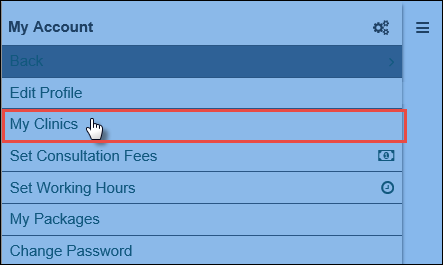 My Account
Back
Edit Profile
My Clinics
Set Consultation Fees
Set Working Hours
My Packages
Change Password